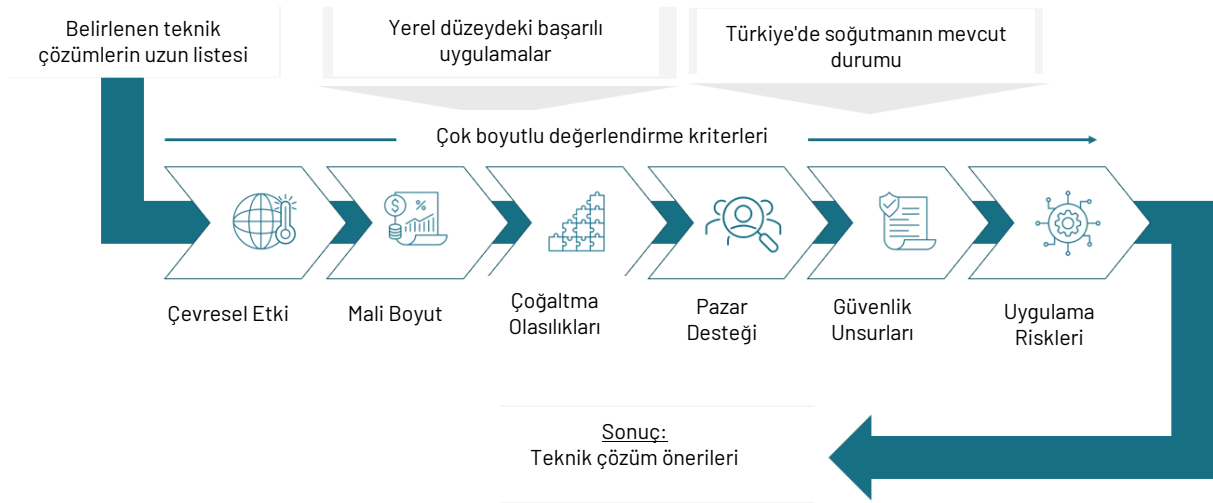 Belirlenen teknik
çözümlerin uzun listesi
Yerel düzeydeki başarılı
uygulamalar
Türkiye'de soğutmanın mevcut
durumu
Çok boyutlu değerlendirme kriterleri
$ %
Çevresel Etki
Mali Boyut
Çoğaltma
Olasılıkları
Pazar
Desteği
Güvenlik
Unsurları
Uygulama
Riskleri
Sonuç:
Teknik çözüm önerileri